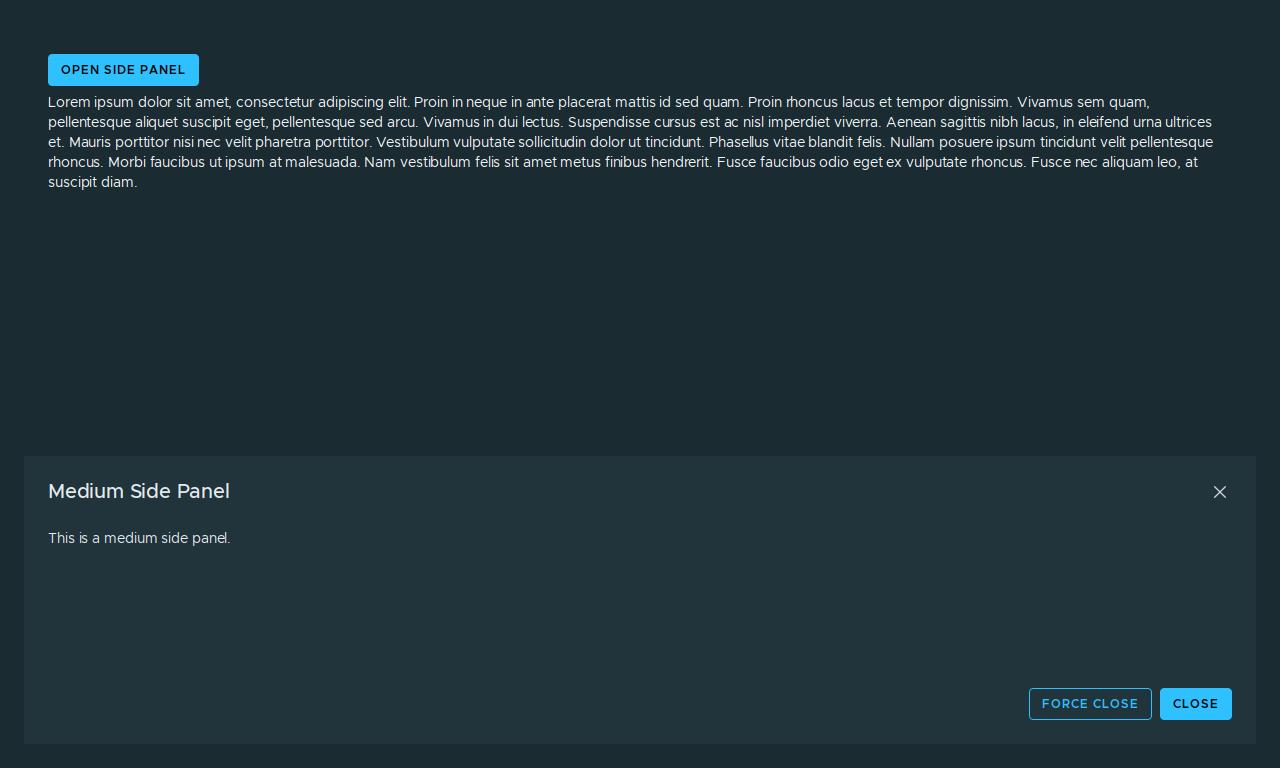 OPEN SIDE PANEL
Lorem ipsum dolor sit amet, consectetur adipiscing elit. Proin in neque in ante placerat mattis id sed quam. Proin rhoncus lacus et tempor dignissim. Vivamus sem quam,
pellentesque aliquet suscipit eget, pellentesque sed arcu. Vivamus in dui lectus. Suspendisse cursus est ac nisl imperdiet viverra. Aenean sagittis nibh lacus, in eleifend urna ultrices
et. Mauris porttitor nisi nec velit pharetra porttitor. Vestibulum vulputate sollicitudin dolor ut tincidunt. Phasellus vitae blandit felis. Nullam posuere ipsum tincidunt velit pellentesque
rhoncus. Morbi faucibus ut ipsum at malesuada. Nam vestibulum felis sit amet metus finibus hendrerit. Fusce faucibus odio eget ex vulputate rhoncus. Fusce nec aliquam leo, at
suscipit diam.
Medium Side Panel
This is a medium side panel.
FORCE CLOSE
CLOSE